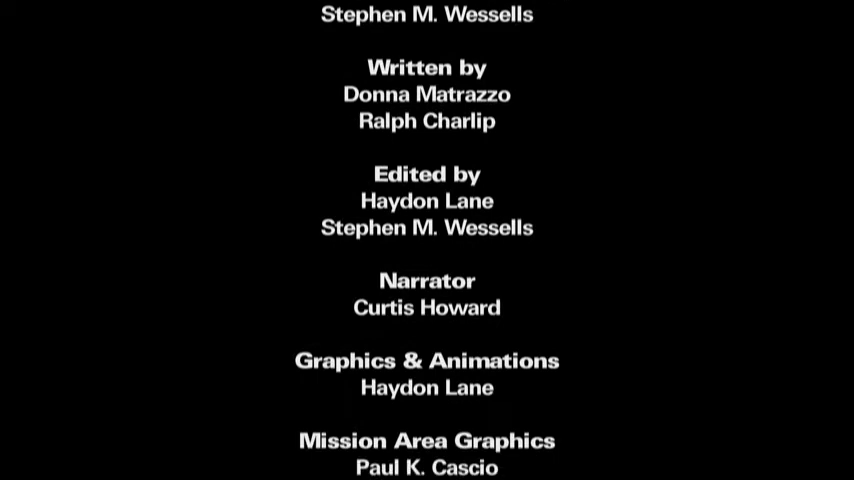 Stephen M. Wessells
Written by
Donna Matrazzo
Ralph Charlip
Edited by
Haydon Lane
Stephen M. Wessells
Narrator
Curtis Howard
Graphics & Animations
Haydon Lane
Mission Area Graphics
Paul K. Cascio